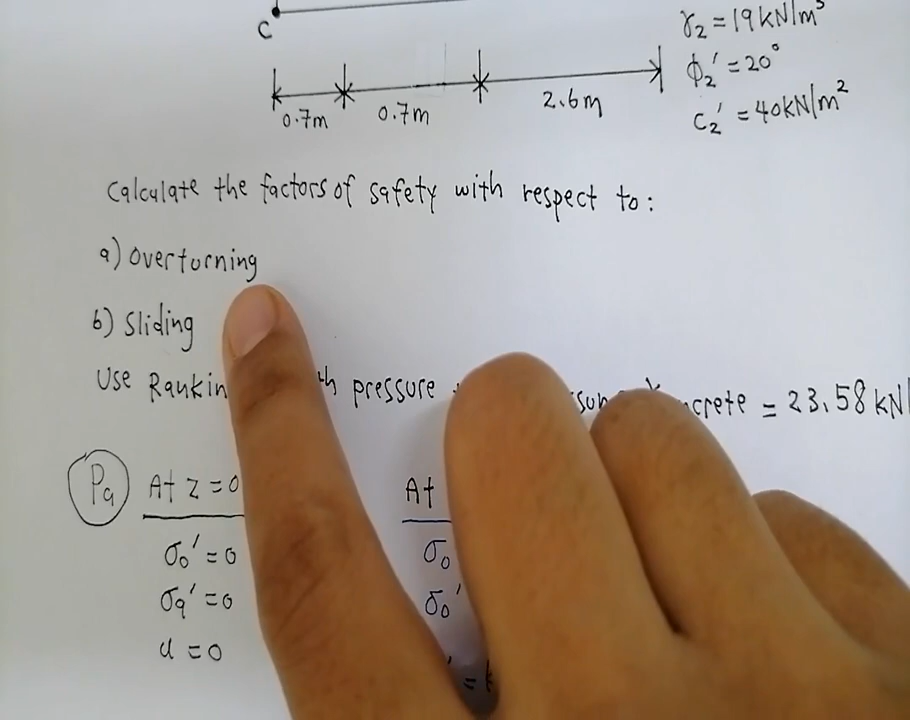 C
γ₂ = 19 kN/m³
0.7m 0.7m 2.6m
ϕ₂' = 20°
c₂' = 40kN/m²
Calculate the factors of safety with respect to:
a) Overturning
b) Sliding
Use pressure = 23.58 kN
Pa At z = 0 At
σ₀' = 0 σ₀
σa' = 0 σ₀'
u = 0